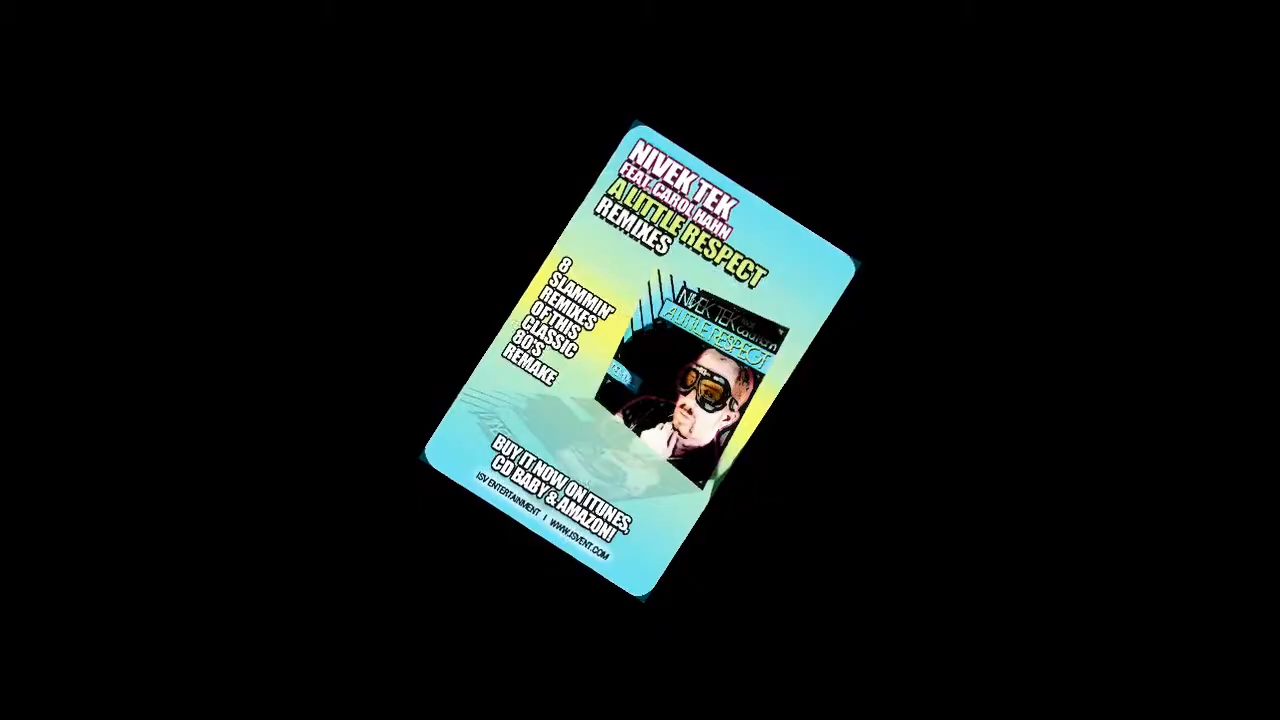 NIVEK TEK
FEAT. CAROL HAHN
A LITTLE RESPECT
REMIXES
8
SLAMMIN'
REMIXES
OF THIS
CLASSIC
80'S
REMAKE
NIVEK TEK
A LITTLE RESPECT
BUY IT NOW ON ITUNES,
CD BABY & AMAZON!
ISV ENTERTAINMENT | WWW.ISVENT.COM